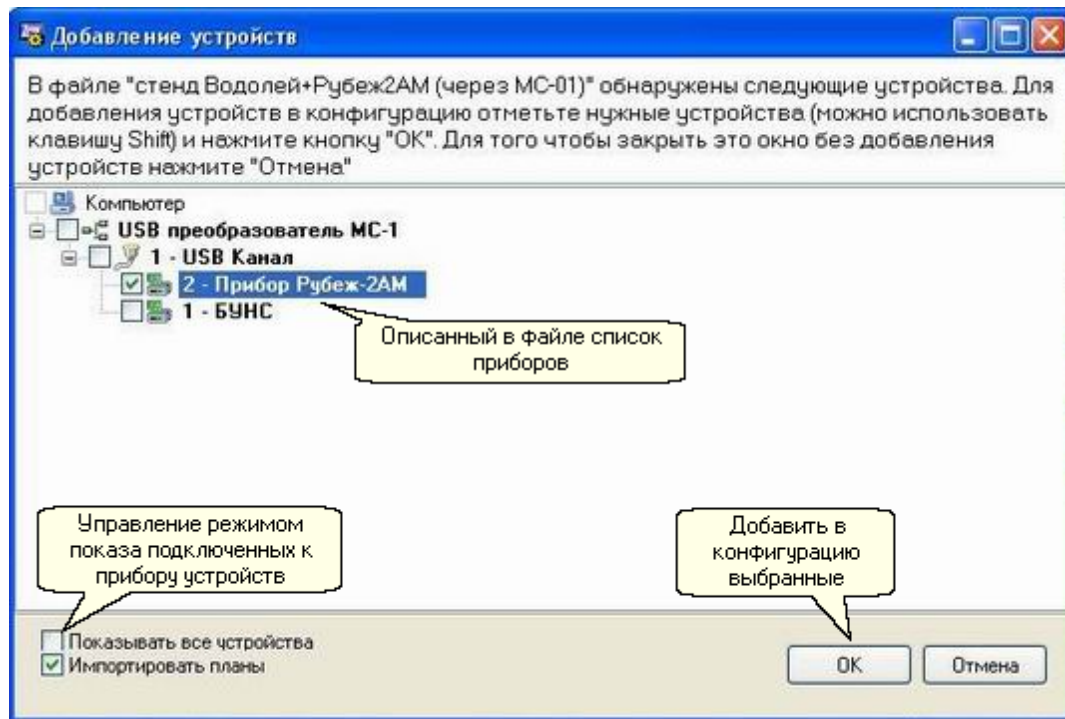 Добавление устройств
В файле "стенд Водолей+Рубеж2АМ (через МС-01)" обнаружены следующие устройства. Для
добавления устройств в конфигурацию отметьте нужные устройства (можно использовать
клавишу Shift) и нажмите кнопку "ОК". Для того чтобы закрыть это окно без добавления
устройств нажмите "Отмена"
Компьютер
USB преобразователь МС-1
1 - USB Канал
2 - Прибор Рубеж-2АМ
1 - БУНС
Описанный в файле список
приборов
Управление режимом
показа подключенных к
прибору устройств
Добавить в
конфигурацию
выбранные
Показывать все устройства
Импортировать планы
ОК
Отмена